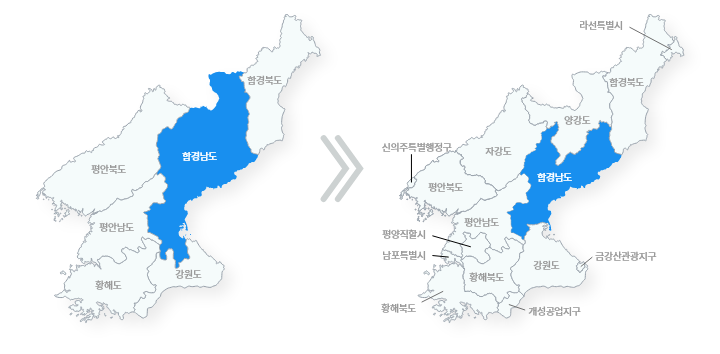 함경북도
함경남도
평안북도
평안남도
강원도
황해도
라선특별시
함경북도
양강도
자강도
신의주특별행정구
함경남도
평안북도
평안남도
평양직할시
남포특별시
강원도
금강산관광지구
황해북도
황해북도
개성공업지구